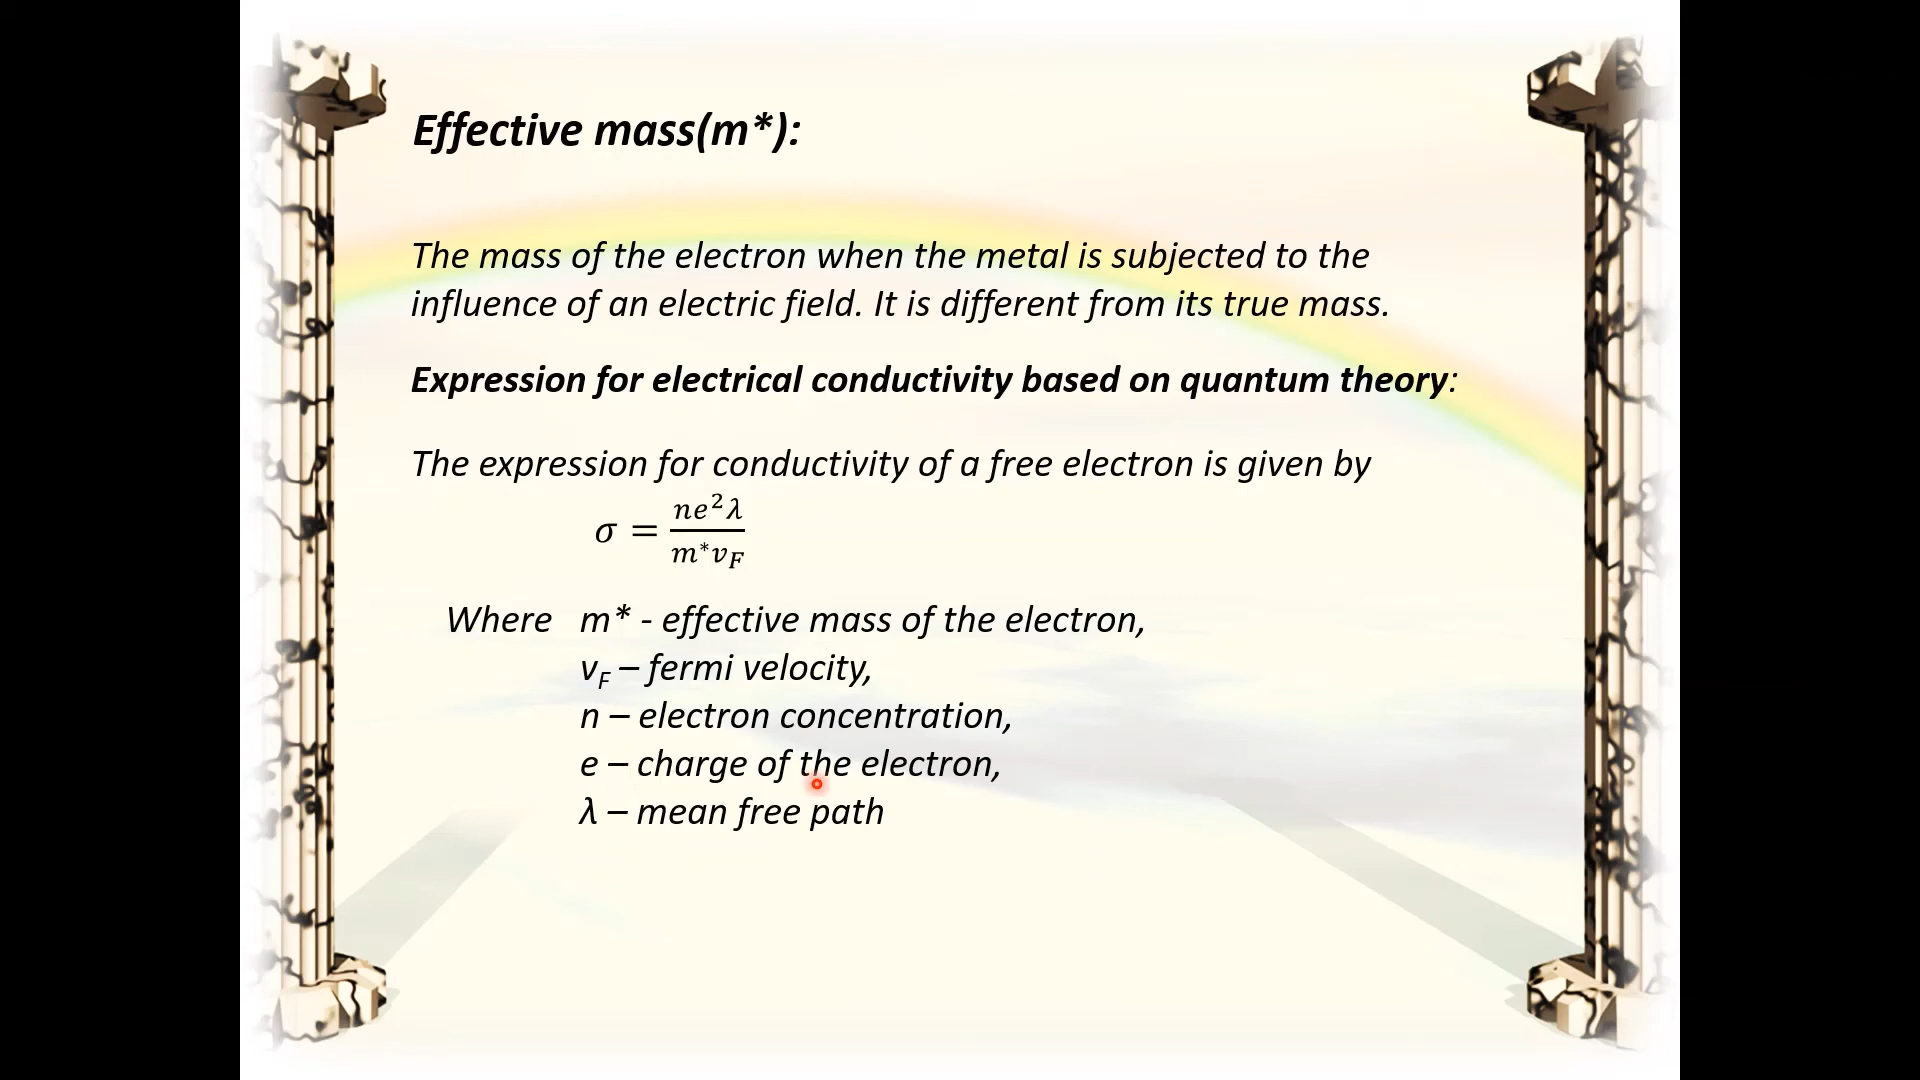 Effective mass(m*):
The mass of the electron when the metal is subjected to the
influence of an electric field. It is different from its true mass.
Expression for electrical conductivity based on quantum theory:
The expression for conductivity of a free electron is given by
σ = ne²λ / m*v_F
Where m* - effective mass of the electron,
v_F – fermi velocity,
n – electron concentration,
e – charge of the electron,
λ – mean free path